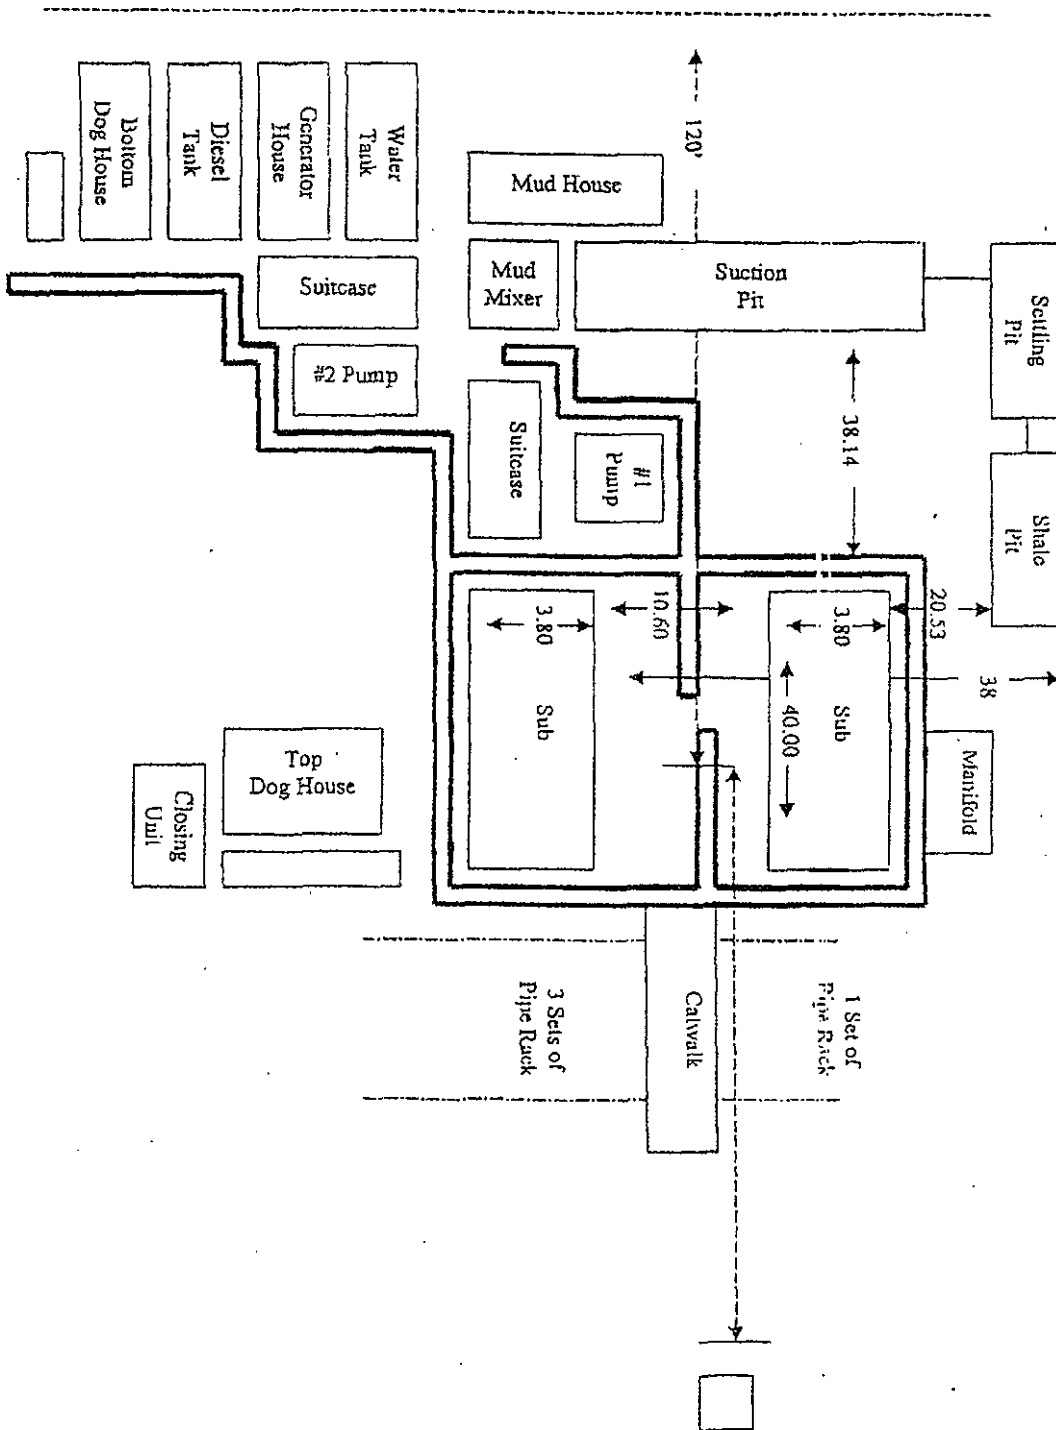 120'
Bottom
Dog House
Diesel
Tank
Generator
House
Water
Tank
Mud House
Suitcase
Mud
Mixer
Suction
Pit
Settling
Pit
#2 Pump
Suitcase
#1
Pump
38.14
Shale
Pit
3.80
10.60
3.80
20.53
38
Sub
40.00
Sub
Manifold
Top
Dog House
Closing
Unit
3 Sets of
Pipe Rack
Catwalk
1 Set of
Pipe Rack